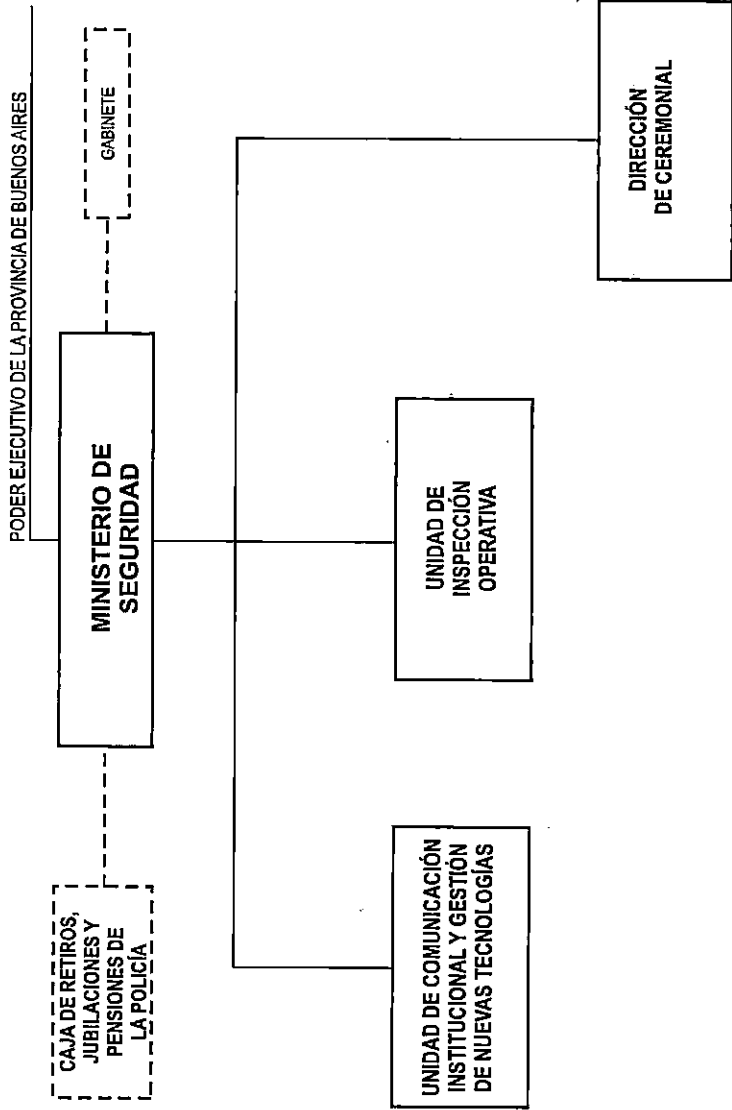 PODER EJECUTIVO DE LA PROVINCIA DE BUENOS AIRES
CAJA DE RETIROS,
JUBILACIONES Y
PENSIONES DE
LA POLICÍA
MINISTERIO DE
SEGURIDAD
GABINETE
UNIDAD DE COMUNICACIÓN
INSTITUCIONAL Y GESTIÓN
DE NUEVAS TECNOLOGÍAS
UNIDAD DE
INSPECCIÓN
OPERATIVA
DIRECCIÓN
DE CEREMONIAL